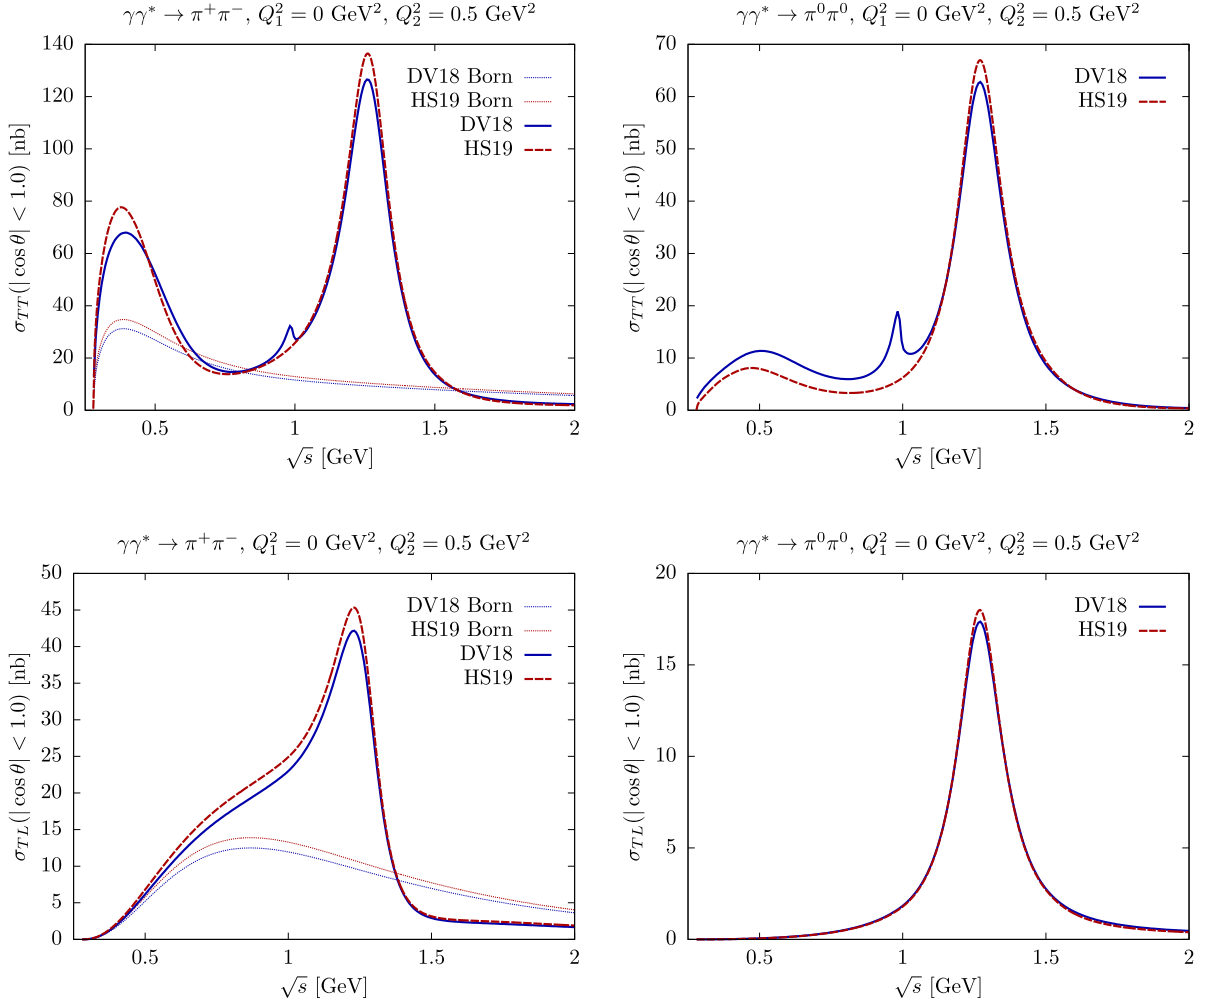 γγ* → π⁺π⁻, Q₁² = 0 GeV², Q₂² = 0.5 GeV²
σ_TT(|cos θ| < 1.0) [nb]
140
120
100
80
60
40
20
0
DV18 Born
HS19 Born
DV18
HS19
0.5 1 1.5 2
√s [GeV]
γγ* → π⁰π⁰, Q₁² = 0 GeV², Q₂² = 0.5 GeV²
σ_TT(|cos θ| < 1.0) [nb]
70
60
50
40
30
20
10
0
DV18
HS19
0.5 1 1.5 2
√s [GeV]
γγ* → π⁺π⁻, Q₁² = 0 GeV², Q₂² = 0.5 GeV²
σ_TL(|cos θ| < 1.0) [nb]
50
45
40
35
30
25
20
15
10
5
0
DV18 Born
HS19 Born
DV18
HS19
0.5 1 1.5 2
√s [GeV]
γγ* → π⁰π⁰, Q₁² = 0 GeV², Q₂² = 0.5 GeV²
σ_TL(|cos θ| < 1.0) [nb]
20
15
10
5
0
DV18
HS19
0.5 1 1.5 2
√s [GeV]